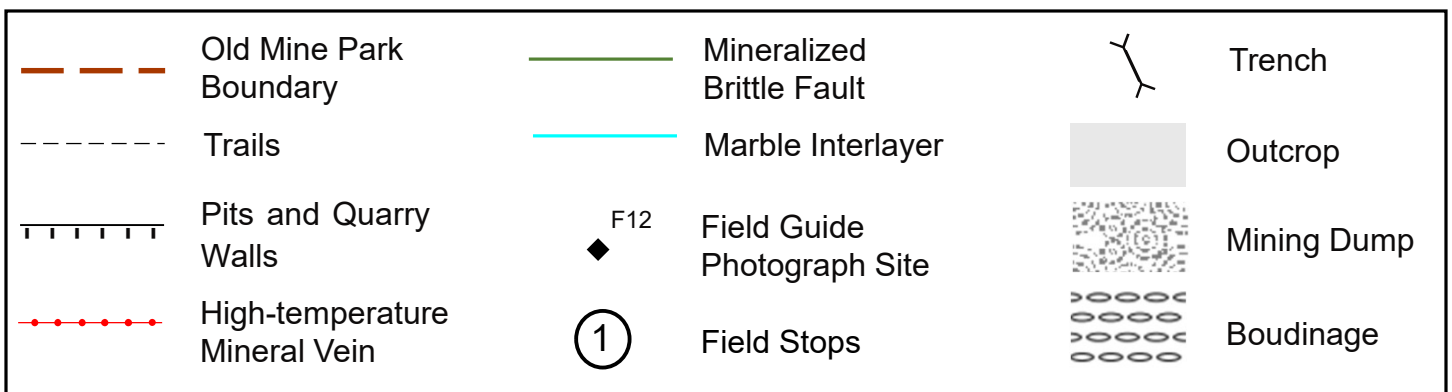 Old Mine Park
Boundary
Trails
Pits and Quarry
Walls
High-temperature
Mineral Vein
Mineralized
Brittle Fault
Marble Interlayer
F12
Field Guide
Photograph Site
1
Field Stops
Trench
Outcrop
Mining Dump
Boudinage